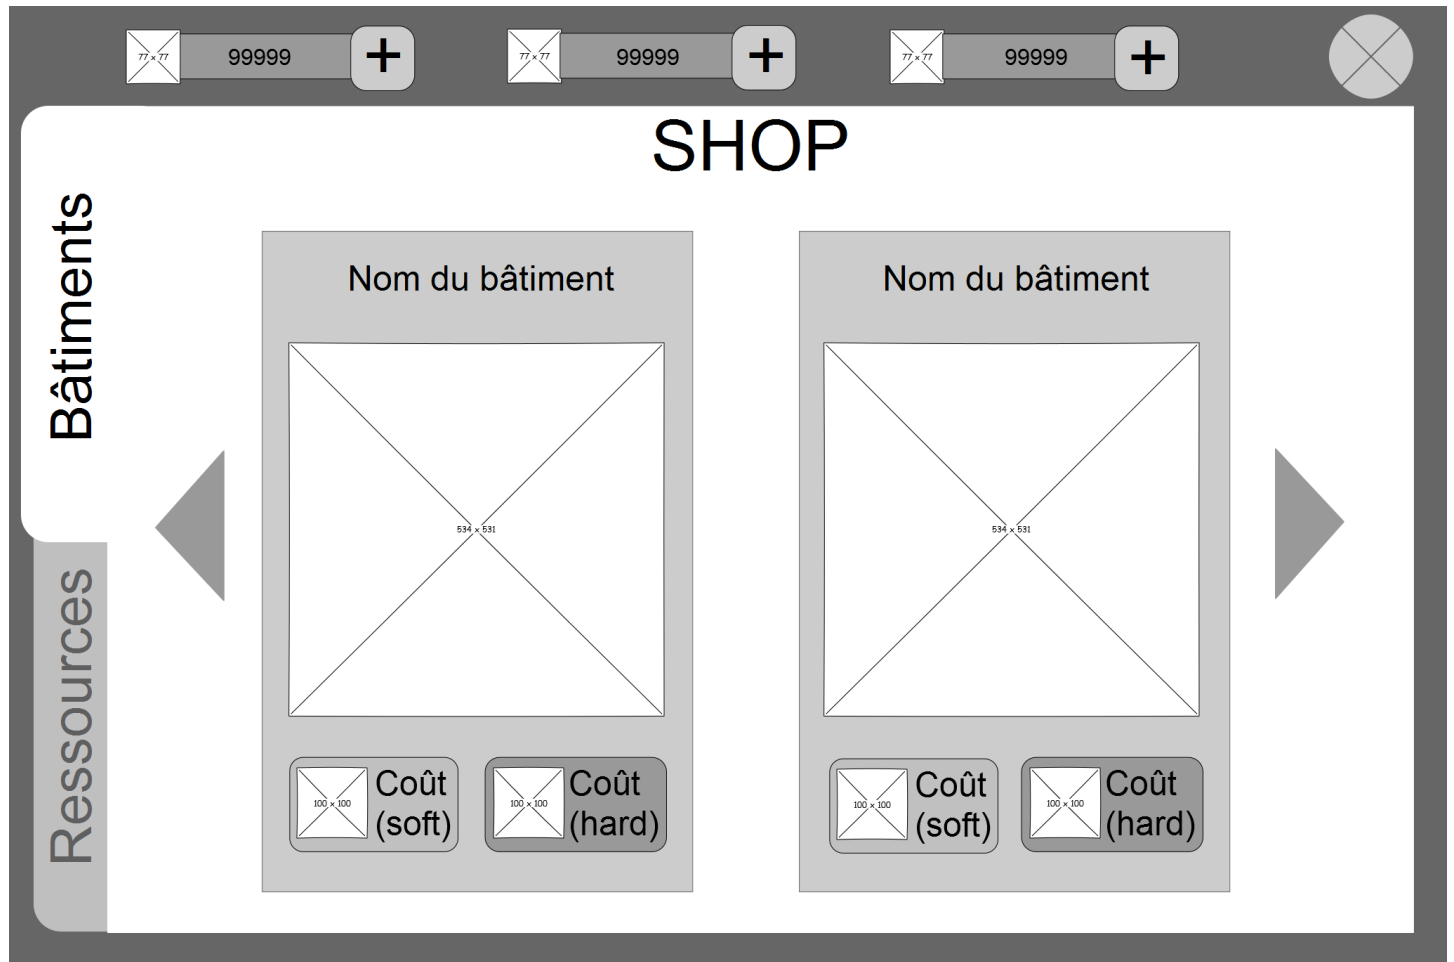 77 x 77
99999
+
77 x 77
99999
+
77 x 77
99999
+
SHOP
Bâtiments
Ressources
Nom du bâtiment
534 x 531
100 x 100
Coût
(soft)
100 x 100
Coût
(hard)
Nom du bâtiment
534 x 531
100 x 100
Coût
(soft)
100 x 100
Coût
(hard)